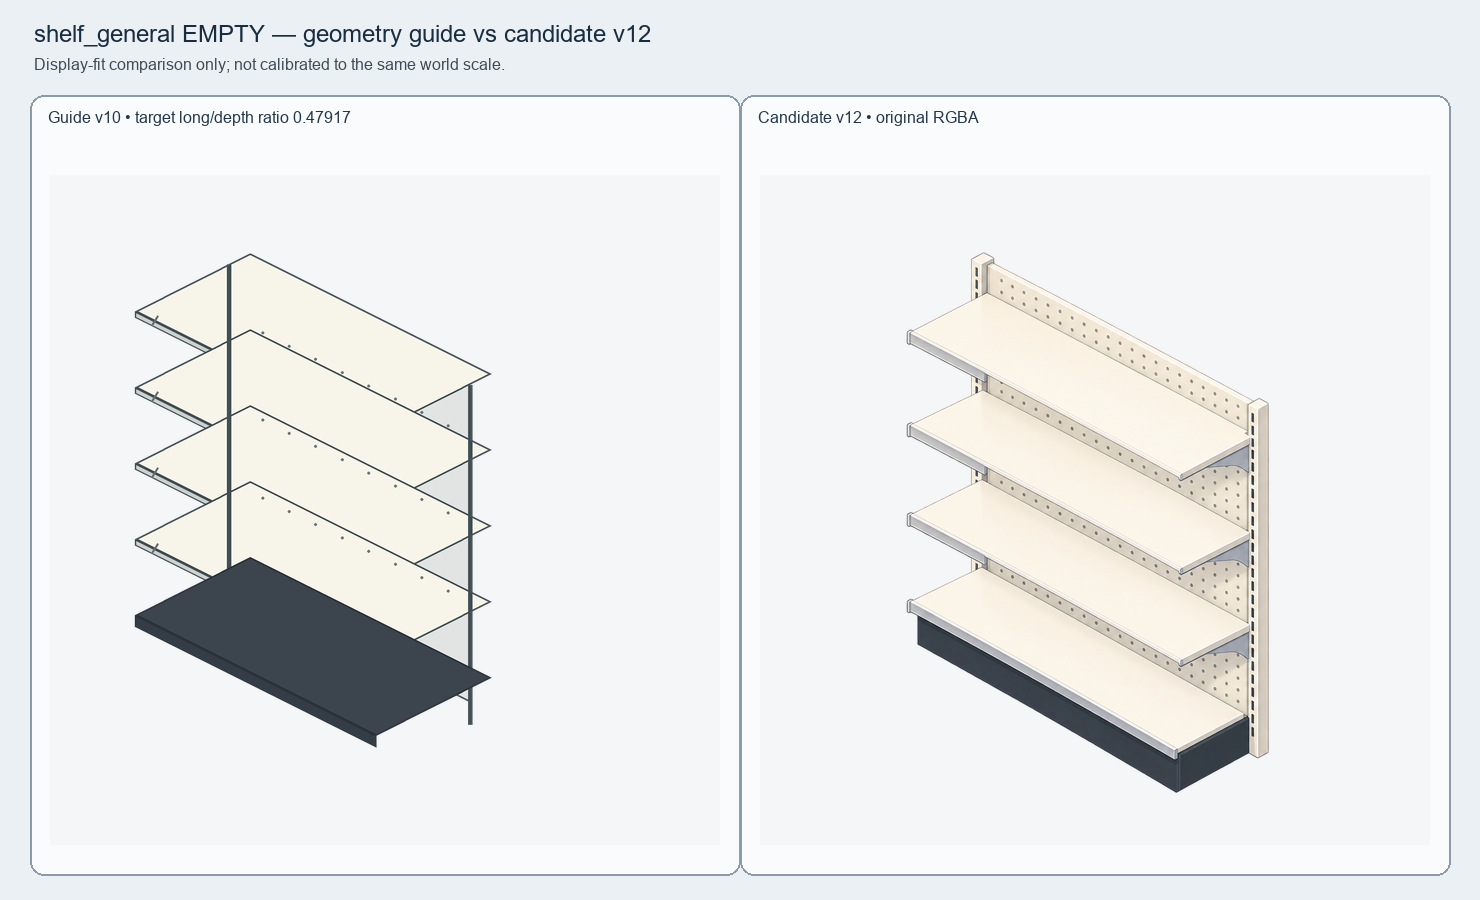 shelf_general EMPTY — geometry guide vs candidate v12
Display-fit comparison only; not calibrated to the same world scale.
Guide v10 • target long/depth ratio 0.47917
Candidate v12 • original RGBA